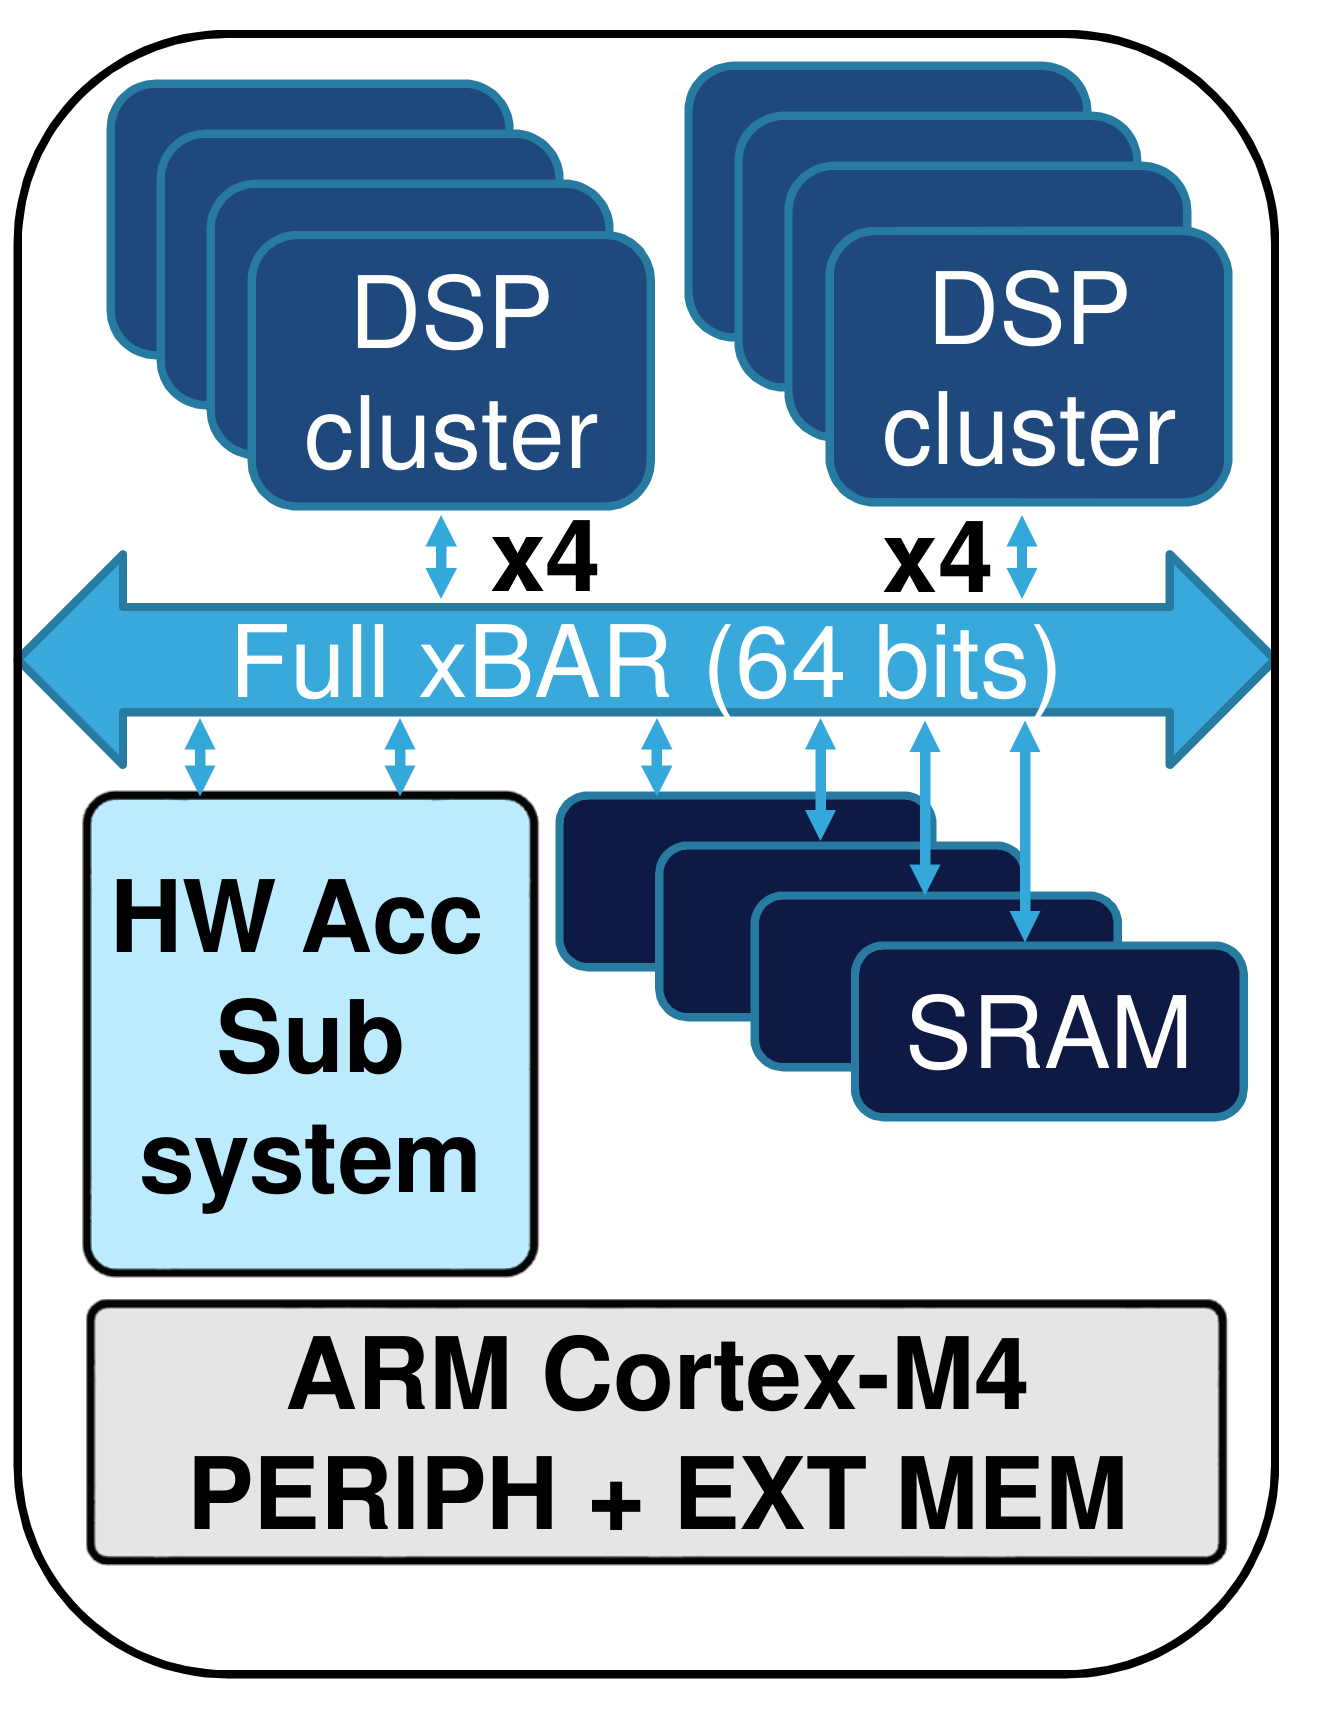 DSP
cluster
DSP
cluster
x4
x4
Full xBAR (64 bits)
HW Acc
Sub
system
SRAM
ARM Cortex-M4
PERIPH + EXT MEM